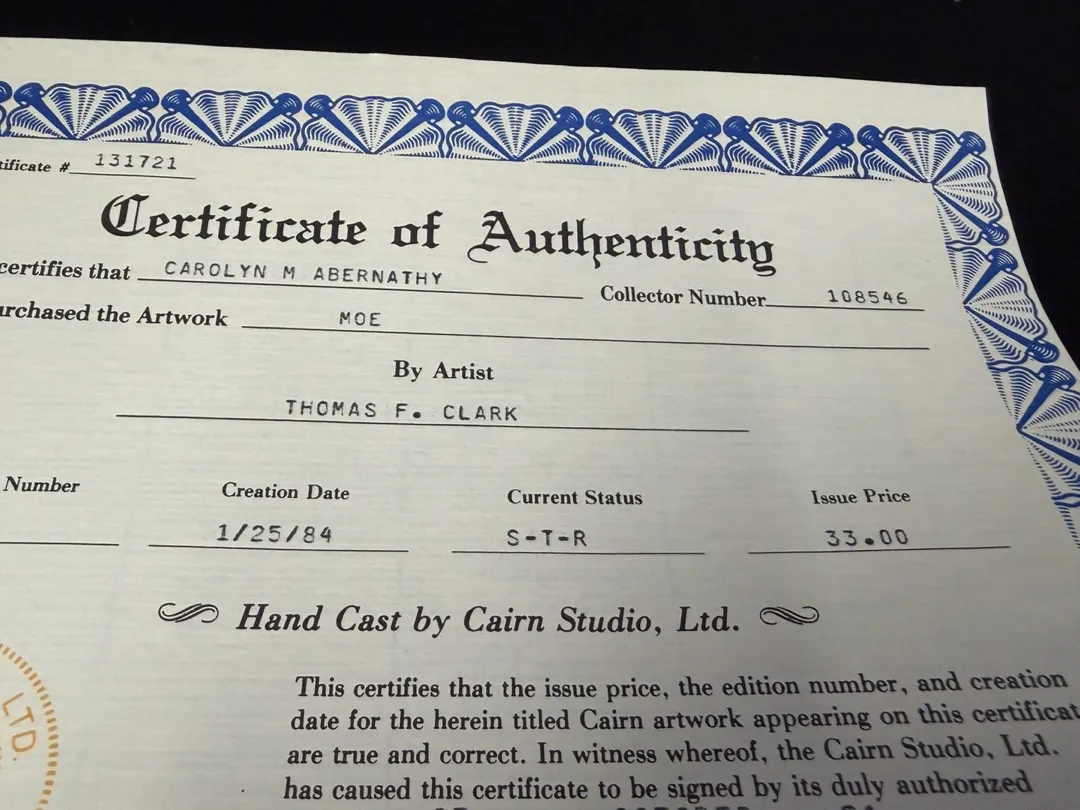 tificate # 131721
Certificate of Authenticity
certifies that CAROLYN M ABERNATHY Collector Number 108546
rchased the Artwork MOE
By Artist
THOMAS F. CLARK
Number Creation Date Current Status Issue Price
1/25/84 S-T-R 33.00
Hand Cast by Cairn Studio, Ltd.
LTD.
This certifies that the issue price, the edition number, and creation
date for the herein titled Cairn artwork appearing on this certificat
are true and correct. In witness whereof, the Cairn Studio, Ltd.
has caused this certificate to be signed by its duly authorized